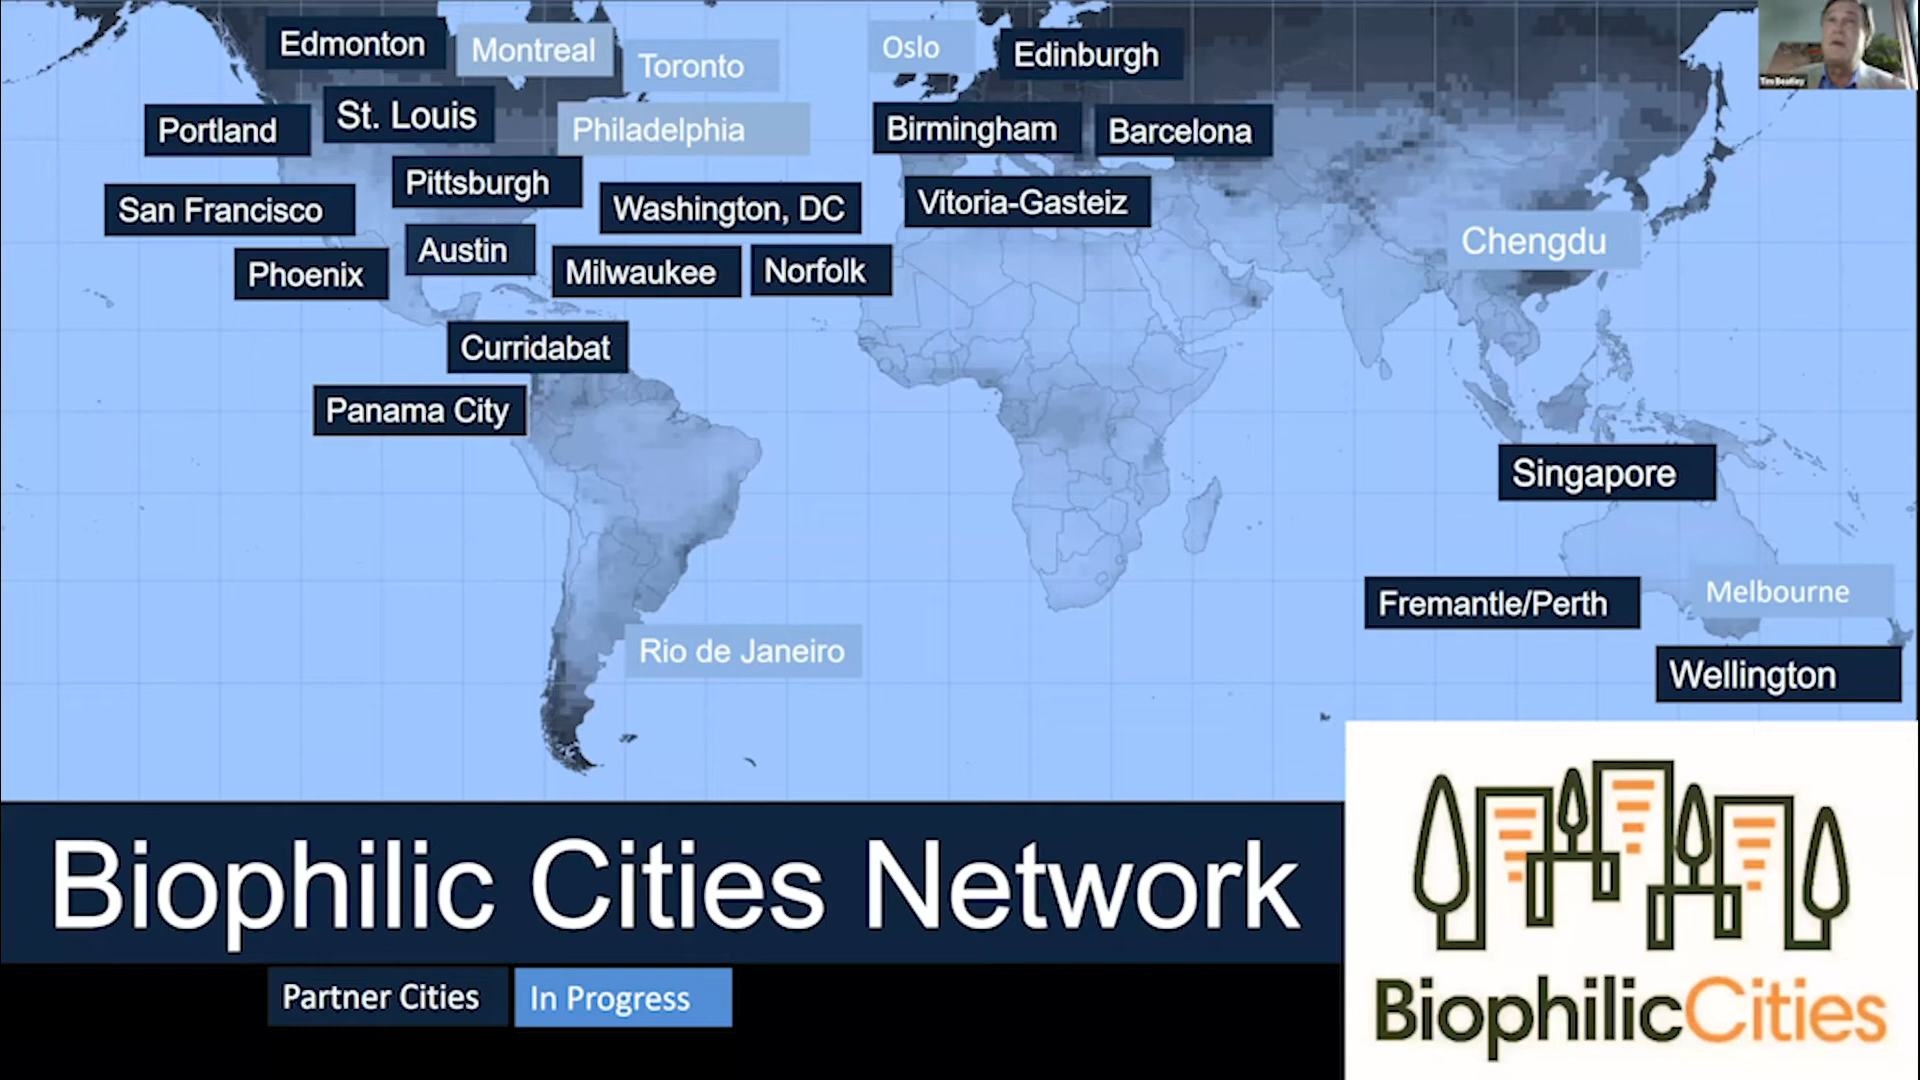 Edmonton
Montreal
Toronto
Oslo
Edinburgh
Tim Beatley
Portland
St. Louis
Philadelphia
Birmingham
Barcelona
Pittsburgh
San Francisco
Washington, DC
Vitoria-Gasteiz
Austin
Chengdu
Phoenix
Milwaukee
Norfolk
Curridabat
Panama City
Singapore
Fremantle/Perth
Melbourne
Rio de Janeiro
Wellington
Biophilic Cities Network
Partner Cities
In Progress
BiophilicCities